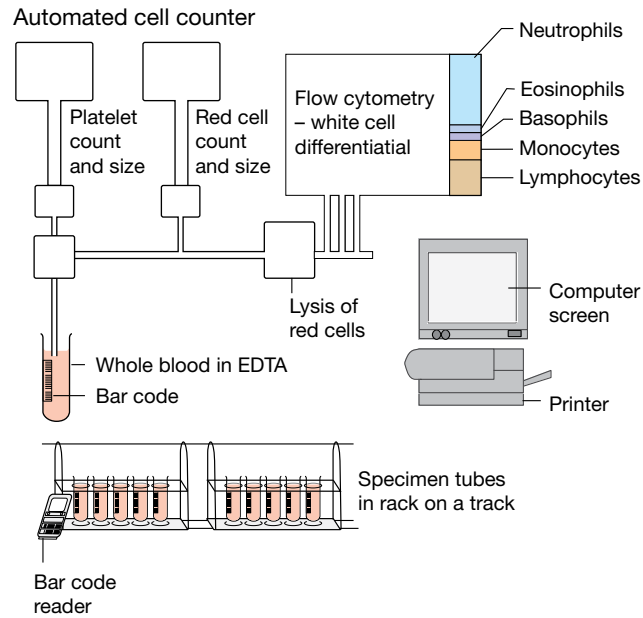 Automated cell counter
Platelet
count
and size
Red cell
count
and size
Flow cytometry
– white cell
differentiatial
Neutrophils
Eosinophils
Basophils
Monocytes
Lymphocytes
Lysis of
red cells
Computer
screen
Printer
Whole blood in EDTA
Bar code
Specimen tubes
in rack on a track
Bar code
reader